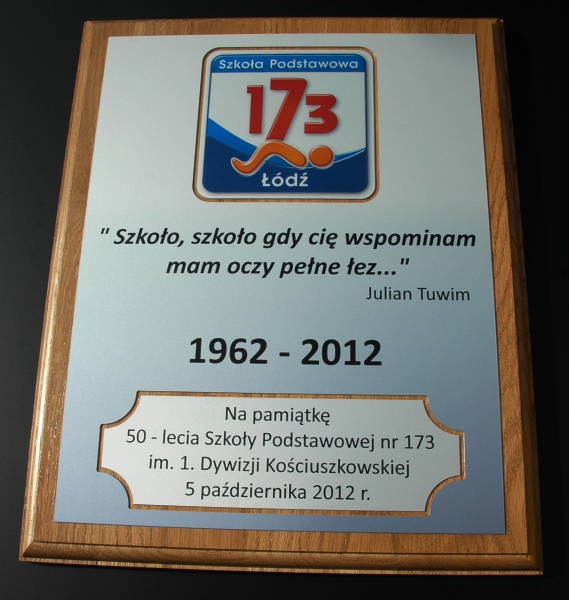 Szkoła Podstawowa
173
Łódź
" Szkoło, szkoło gdy cię wspominam
mam oczy pełne łez..."
Julian Tuwim
1962 - 2012
Na pamiątkę
50 - lecia Szkoły Podstawowej nr 173
im. 1. Dywizji Kościuszkowskiej
5 października 2012 r.